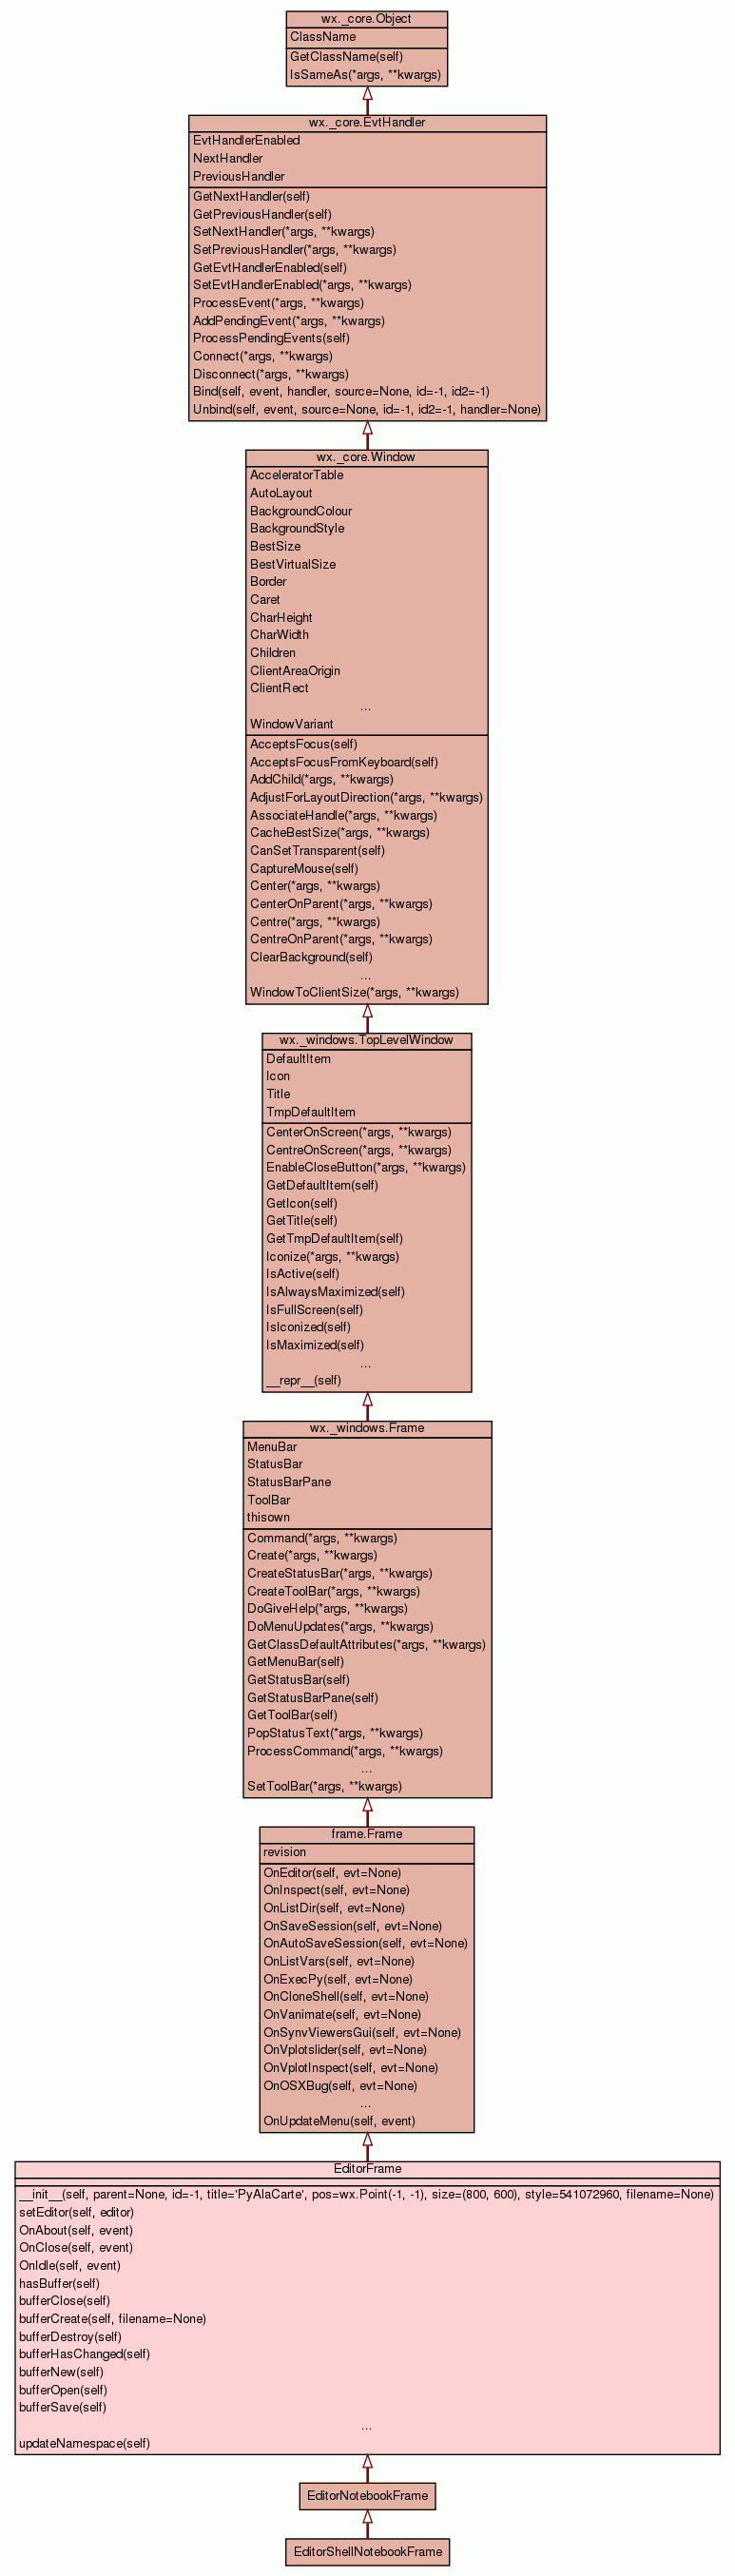 wx._core.Object
ClassName
GetClassName(self)
IsSameAs(*args, **kwargs)
wx._core.EvtHandler
EvtHandlerEnabled
NextHandler
PreviousHandler
GetNextHandler(self)
GetPreviousHandler(self)
SetNextHandler(*args, **kwargs)
SetPreviousHandler(*args, **kwargs)
GetEvtHandlerEnabled(self)
SetEvtHandlerEnabled(*args, **kwargs)
ProcessEvent(*args, **kwargs)
AddPendingEvent(*args, **kwargs)
ProcessPendingEvents(self)
Connect(*args, **kwargs)
Disconnect(*args, **kwargs)
Bind(self, event, handler, source=None, id=-1, id2=-1)
Unbind(self, event, source=None, id=-1, id2=-1, handler=None)
wx._core.Window
AcceleratorTable
AutoLayout
BackgroundColour
BackgroundStyle
BestSize
BestVirtualSize
Border
Caret
CharHeight
CharWidth
Children
ClientAreaOrigin
ClientRect
...
WindowVariant
AcceptsFocus(self)
AcceptsFocusFromKeyboard(self)
AddChild(*args, **kwargs)
AdjustForLayoutDirection(*args, **kwargs)
AssociateHandle(*args, **kwargs)
CacheBestSize(*args, **kwargs)
CanSetTransparent(self)
CaptureMouse(self)
Center(*args, **kwargs)
CenterOnParent(*args, **kwargs)
Centre(*args, **kwargs)
CentreOnParent(*args, **kwargs)
ClearBackground(self)
...
WindowToClientSize(*args, **kwargs)
wx._windows.TopLevelWindow
DefaultItem
Icon
Title
TmpDefaultItem
CenterOnScreen(*args, **kwargs)
CentreOnScreen(*args, **kwargs)
EnableCloseButton(*args, **kwargs)
GetDefaultItem(self)
GetIcon(self)
GetTitle(self)
GetTmpDefaultItem(self)
Iconize(*args, **kwargs)
IsActive(self)
IsAlwaysMaximized(self)
IsFullScreen(self)
IsIconized(self)
IsMaximized(self)
...
__repr__(self)
wx._windows.Frame
MenuBar
StatusBar
StatusBarPane
ToolBar
thisown
Command(*args, **kwargs)
Create(*args, **kwargs)
CreateStatusBar(*args, **kwargs)
CreateToolBar(*args, **kwargs)
DoGiveHelp(*args, **kwargs)
DoMenuUpdates(*args, **kwargs)
GetClassDefaultAttributes(*args, **kwargs)
GetMenuBar(self)
GetStatusBar(self)
GetStatusBarPane(self)
GetToolBar(self)
PopStatusText(*args, **kwargs)
ProcessCommand(*args, **kwargs)
...
SetToolBar(*args, **kwargs)
frame.Frame
revision
OnEditor(self, evt=None)
OnInspect(self, evt=None)
OnListDir(self, evt=None)
OnSaveSession(self, evt=None)
OnAutoSaveSession(self, evt=None)
OnListVars(self, evt=None)
OnExecPy(self, evt=None)
OnCloneShell(self, evt=None)
OnVanimate(self, evt=None)
OnSynvViewersGui(self, evt=None)
OnVplotslider(self, evt=None)
OnVplotInspect(self, evt=None)
OnOSXBug(self, evt=None)
...
OnUpdateMenu(self, event)
EditorFrame
__init__(self, parent=None, id=-1, title='PyAlaCarte', pos=wx.Point(-1, -1), size=(800, 600), style=541072960, filename=None)
setEditor(self, editor)
OnAbout(self, event)
OnClose(self, event)
OnIdle(self, event)
hasBuffer(self)
bufferClose(self)
bufferCreate(self, filename=None)
bufferDestroy(self)
bufferHasChanged(self)
bufferNew(self)
bufferOpen(self)
bufferSave(self)
...
updateNamespace(self)
EditorNotebookFrame
EditorShellNotebookFrame